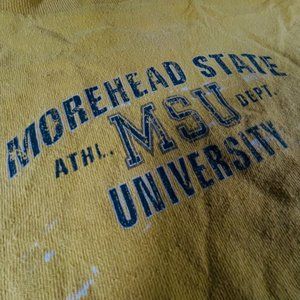 MOREHEAD STATE
ATHL. MSU DEPT.
UNIVERSITY